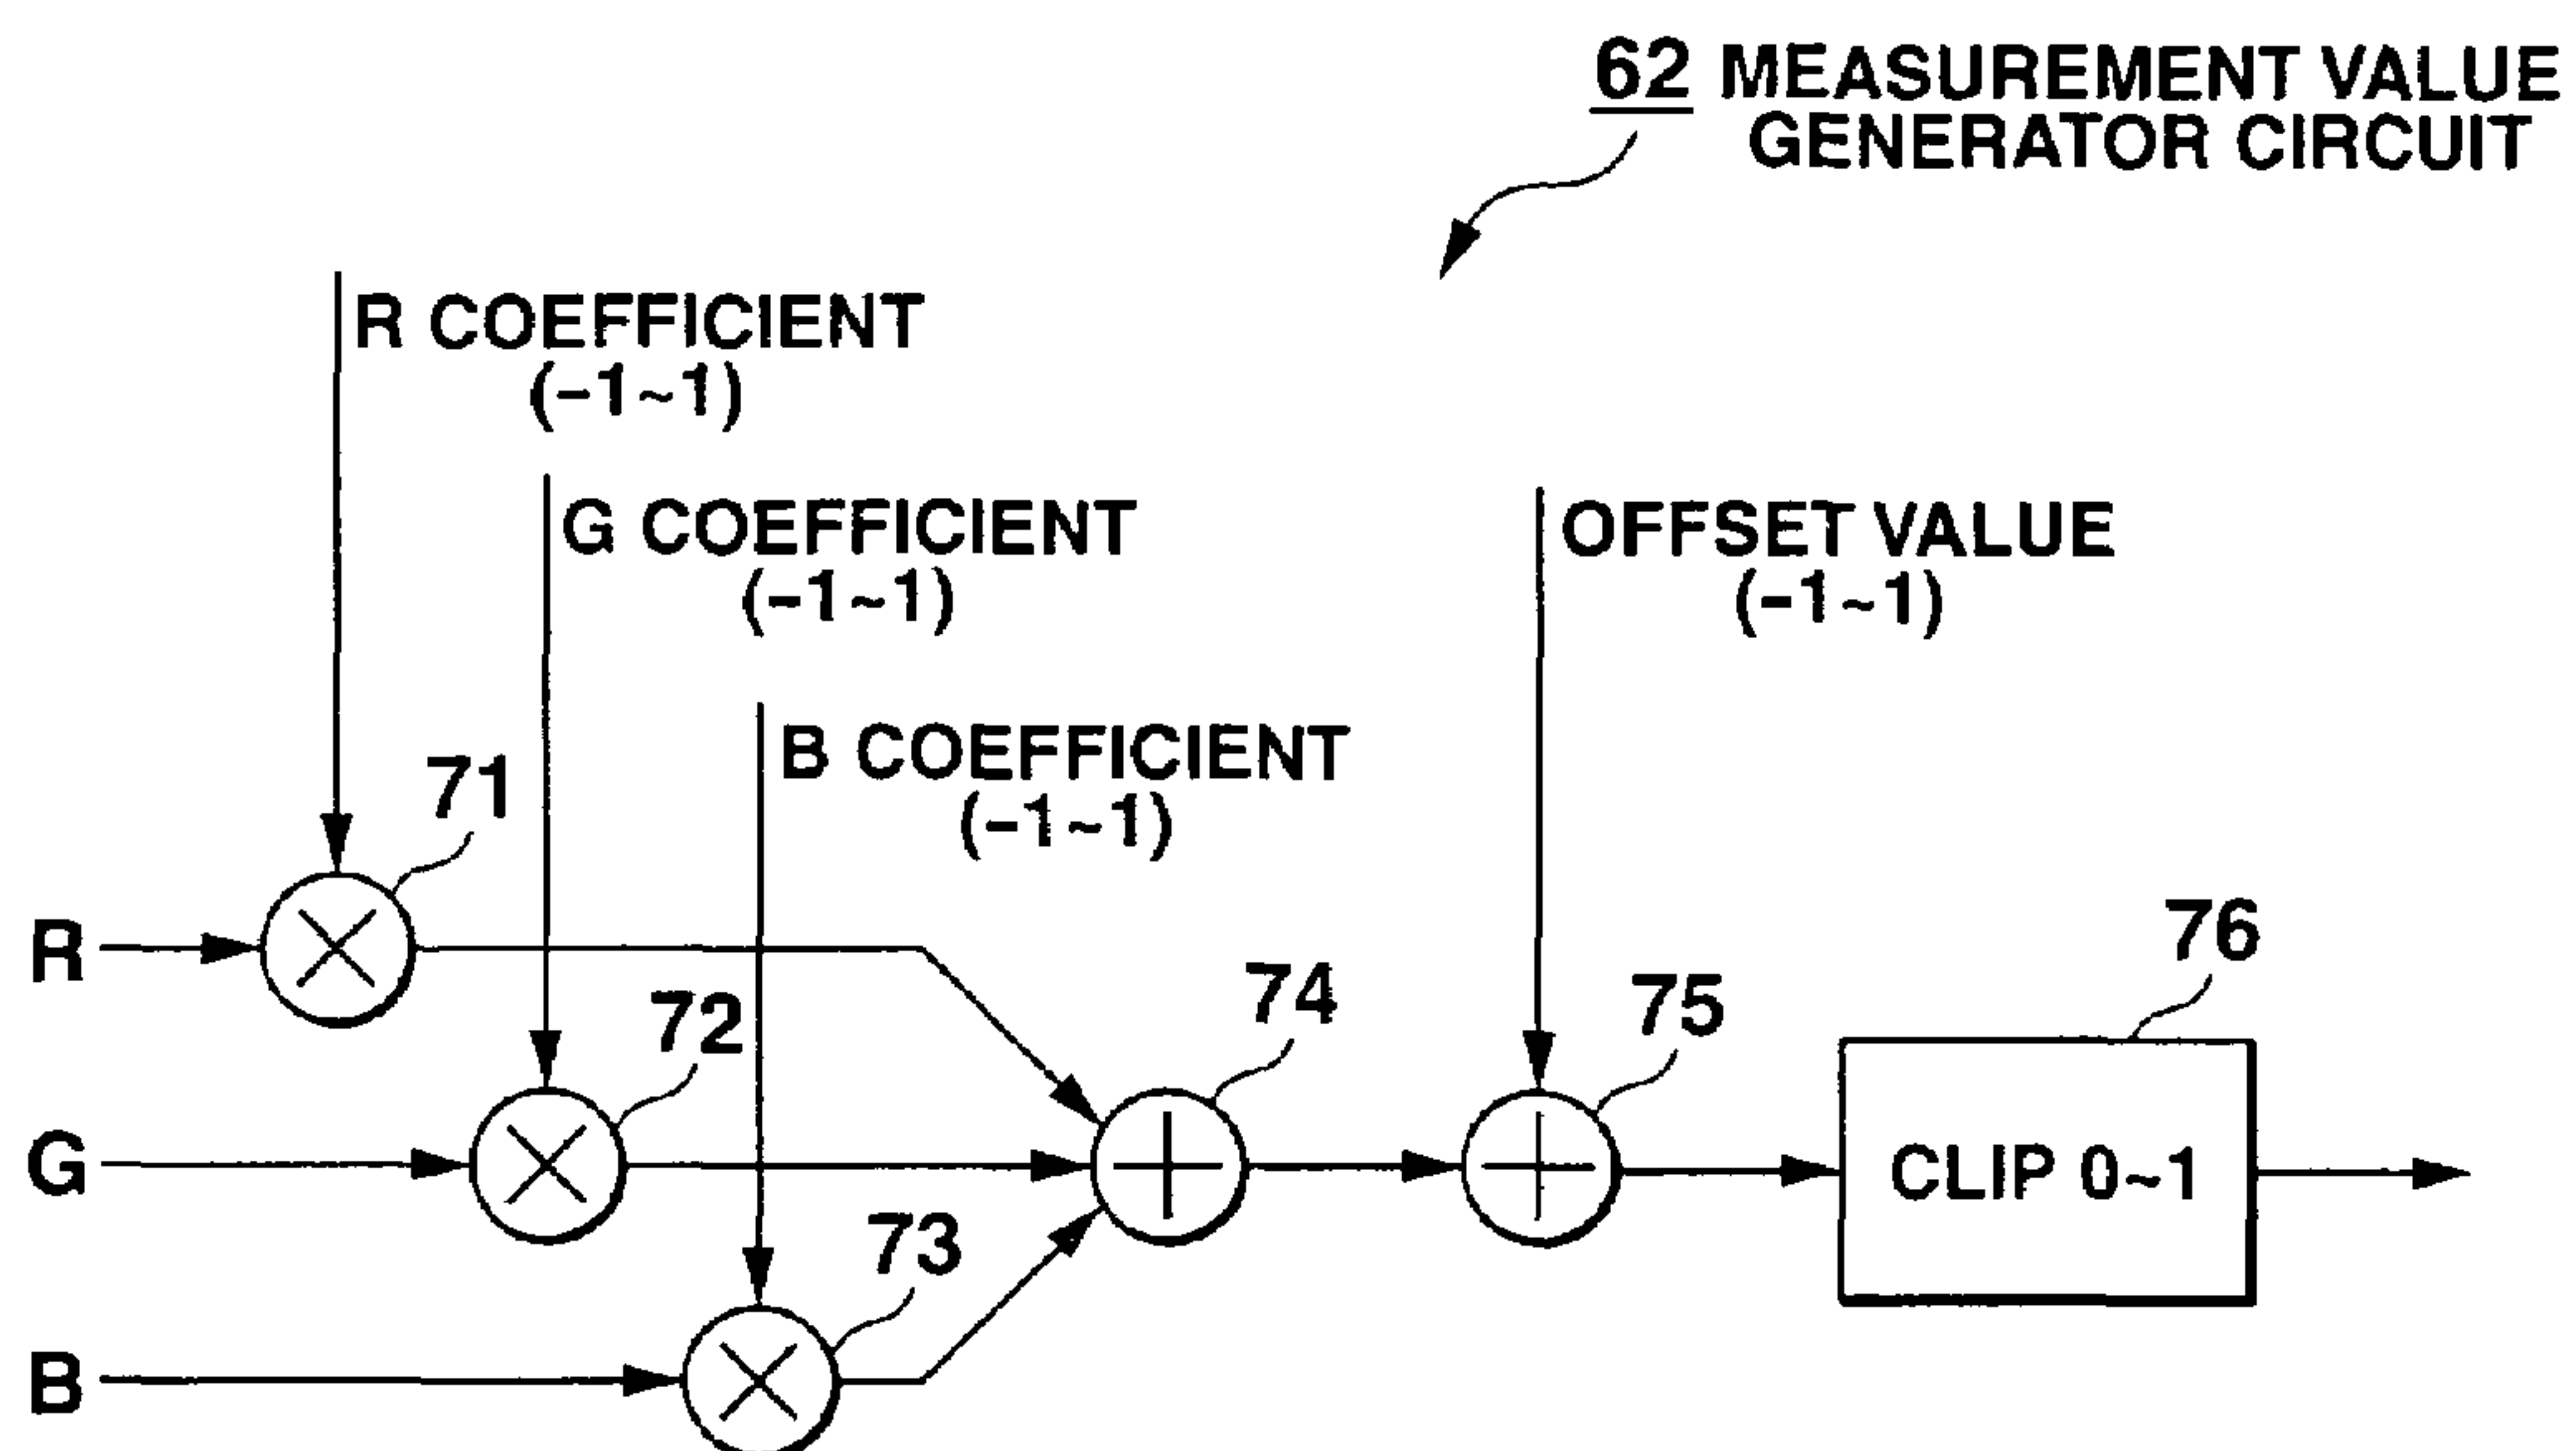 62 MEASUREMENT VALUE
GENERATOR CIRCUIT
R COEFFICIENT
(-1~1)
G COEFFICIENT
(-1~1)
OFFSET VALUE
(-1~1)
B COEFFICIENT
(-1~1)
71
R
72
74
75
76
G
CLIP 0~1
73
B